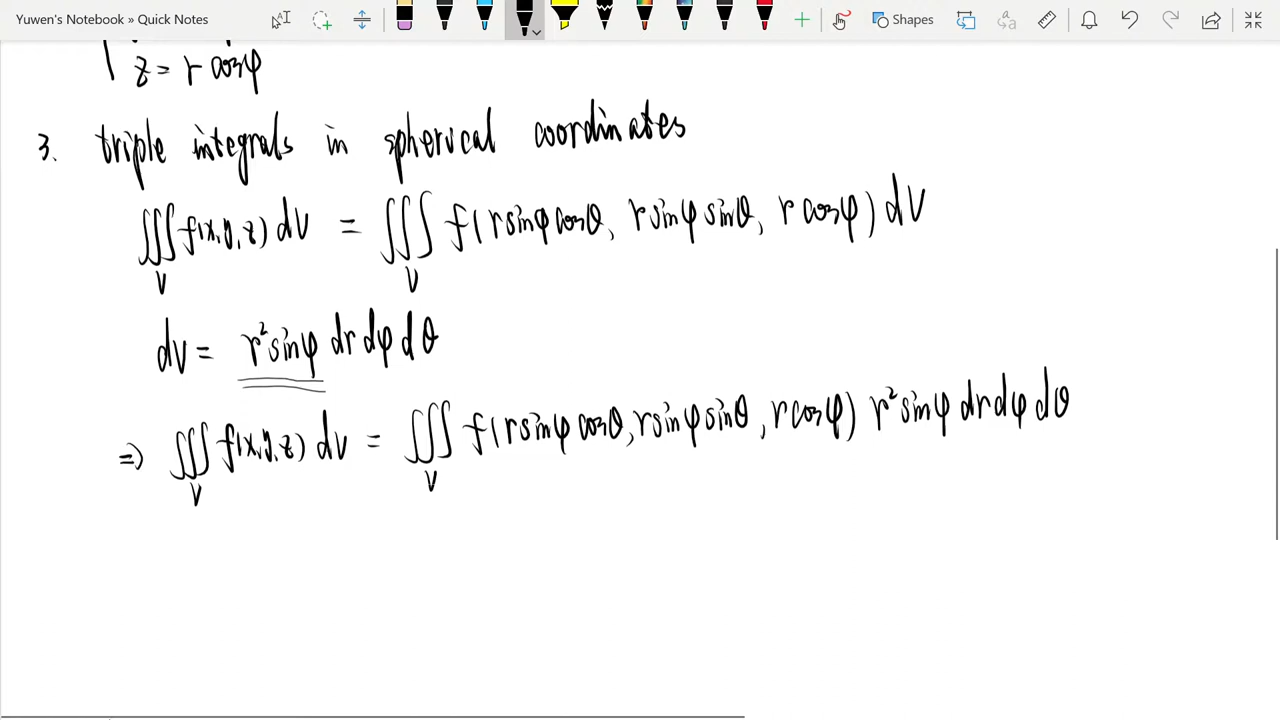 Yuwen's Notebook » Quick Notes
Shapes
z = r cosφ
3. triple integrals in spherical coordinates
∭_V f(x,y,z) dV = ∭_V f(r sinφ cosθ, r sinφ sinθ, r cosφ) dV
dV = r² sinφ dr dφ dθ
⇒ ∭_V f(x,y,z) dV = ∭_V f(r sinφ cosθ, r sinφ sinθ, r cosφ) r² sinφ dr dφ dθ